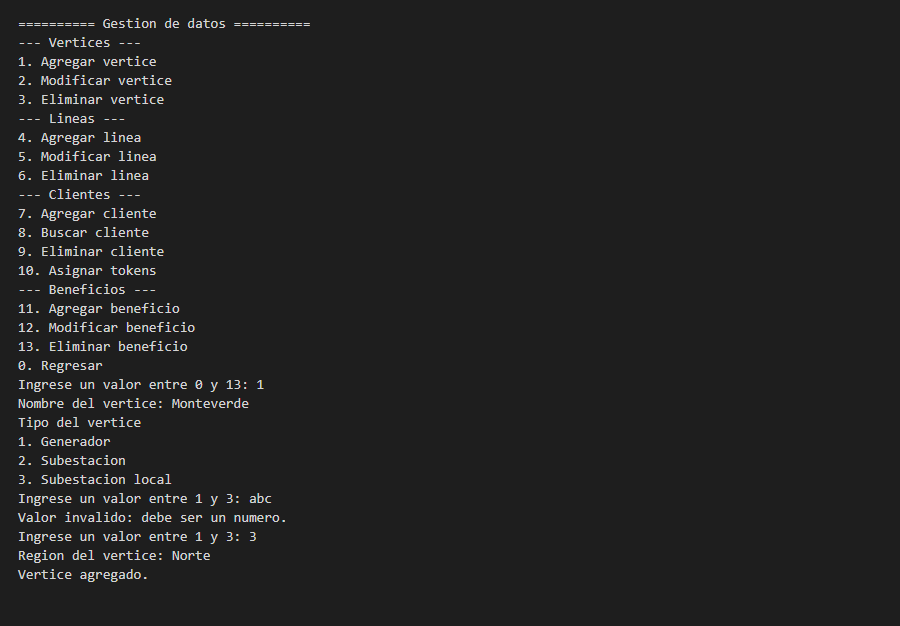 ========== Gestion de datos ==========
--- Vertices ---
1. Agregar vertice
2. Modificar vertice
3. Eliminar vertice
--- Lineas ---
4. Agregar linea
5. Modificar linea
6. Eliminar linea
--- Clientes ---
7. Agregar cliente
8. Buscar cliente
9. Eliminar cliente
10. Asignar tokens
--- Beneficios ---
11. Agregar beneficio
12. Modificar beneficio
13. Eliminar beneficio
0. Regresar
Ingrese un valor entre 0 y 13: 1
Nombre del vertice: Monteverde
Tipo del vertice
1. Generador
2. Subestacion
3. Subestacion local
Ingrese un valor entre 1 y 3: abc
Valor invalido: debe ser un numero.
Ingrese un valor entre 1 y 3: 3
Region del vertice: Norte
Vertice agregado.